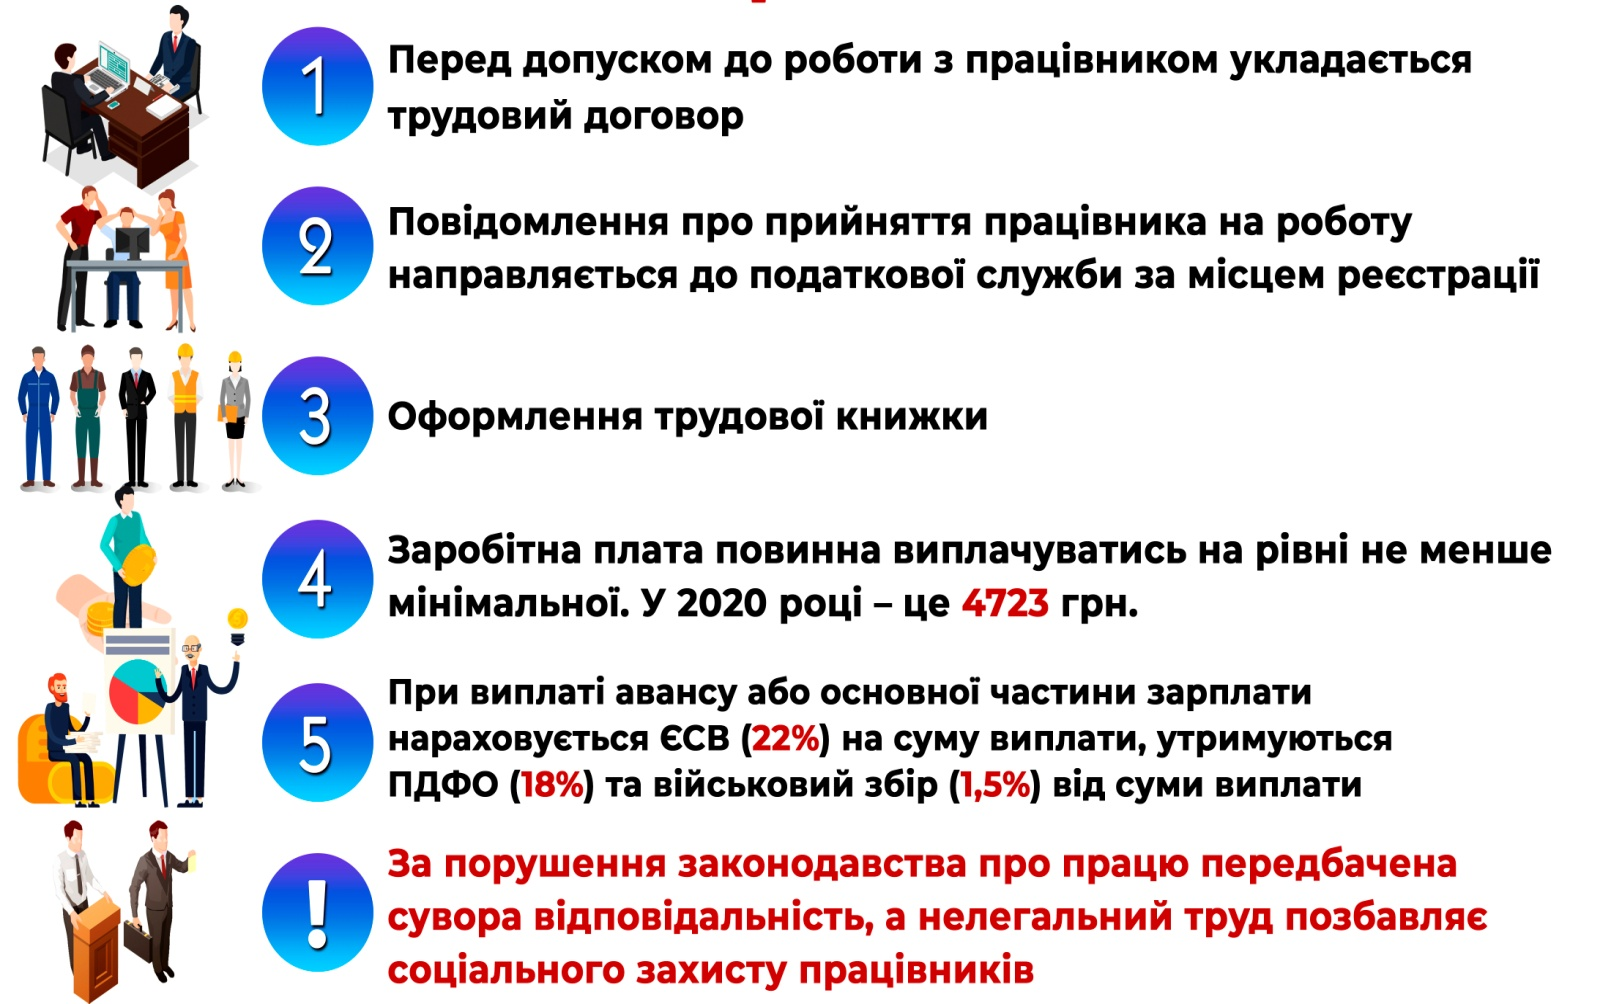 1
Перед допуском до роботи з працівником укладається
трудовий договор
2
Повідомлення про прийняття працівника на роботу
направляється до податкової служби за місцем реєстрації
3
Оформлення трудової книжки
4
Заробітна плата повинна виплачуватись на рівні не менше
мінімальної. У 2020 році – це 4723 грн.
5
При виплаті авансу або основної частини зарплати
нараховується ЄСВ (22%) на суму виплати, утримуються
ПДФО (18%) та військовий збір (1,5%) від суми виплати
!
За порушення законодавства про працю передбачена
сувора відповідальність, а нелегальний труд позбавляє
соціального захисту працівників